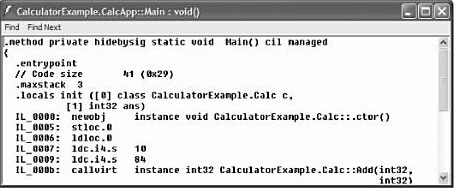 CalculatorExample.CalcApp::Main : void()
Find Find Next
.method private hidebysig static void  Main() cil managed
{
  .entrypoint
  // Code size       41 (0x29)
  .maxstack  3
  .locals init ([0] class CalculatorExample.Calc c,
           [1] int32 ans)
  IL_0000:  newobj     instance void CalculatorExample.Calc::.ctor()
  IL_0005:  stloc.0
  IL_0006:  ldloc.0
  IL_0007:  ldc.i4.s   10
  IL_0009:  ldc.i4.s   84
  IL_000b:  callvirt   instance int32 CalculatorExample.Calc::Add(int32,
                                                                  int32)